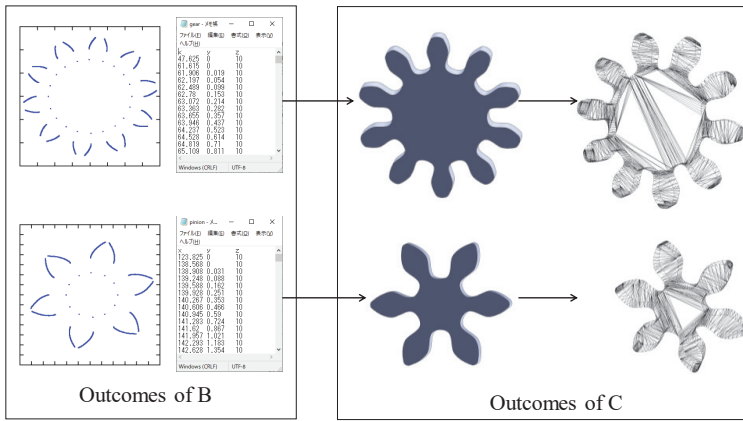 gear - メモ帳
ファイル(F) 編集(E) 書式(O) 表示(V)
ヘルプ(H)
x y z
47.625 0 10
61.615 0 10
61.906 0.019 10
62.197 0.054 10
62.489 0.099 10
62.78 0.153 10
63.072 0.214 10
63.363 0.282 10
63.655 0.357 10
63.946 0.437 10
64.237 0.523 10
64.528 0.614 10
64.819 0.71 10
65.109 0.811 10
Windows (CRLF) UTF-8
pinion - メ...
ファイル(F) 編集(E) 書式(O) 表示(V)
ヘルプ(H)
x y z
123.825 0 10
138.568 0 10
138.908 0.031 10
139.248 0.088 10
139.588 0.162 10
139.928 0.251 10
140.267 0.353 10
140.606 0.466 10
140.945 0.59 10
141.283 0.724 10
141.62 0.867 10
141.957 1.021 10
142.293 1.183 10
142.628 1.354 10
Windows (CRLF) UTF-8
Outcomes of B
Outcomes of C